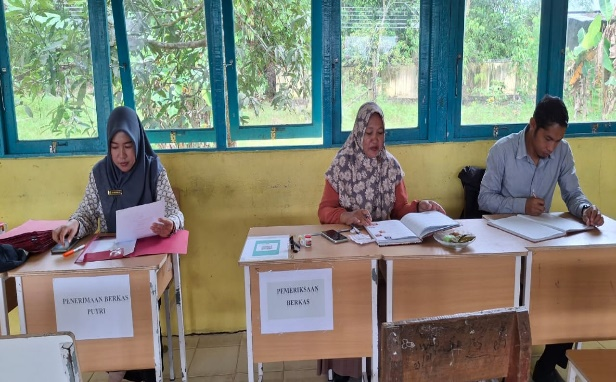 PENERIMAAN BERKAS
PUTRI
PEMERIKSAAN
BERKAS